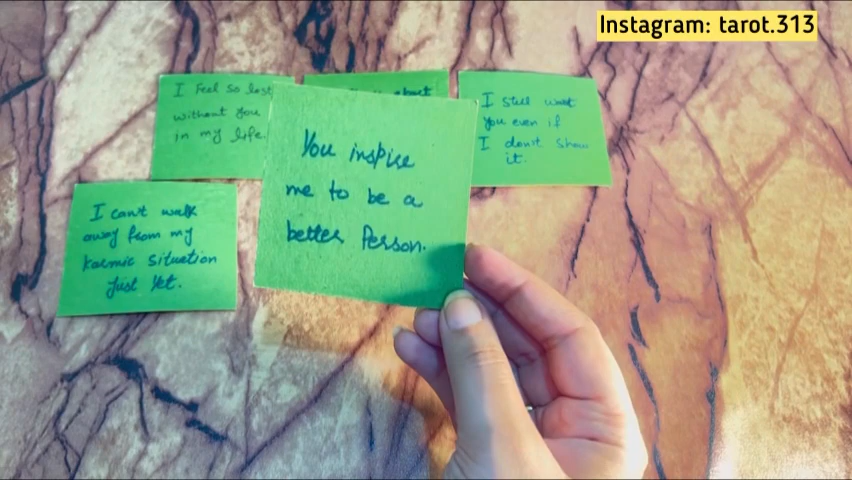 Instagram: tarot.313
I Feel so lost
without you
in my life.
about
I still want
You even if
I don't show
it.
I can't walk
away from my
karmic situation
Just Yet.
You inspire
me to be a
better Person.